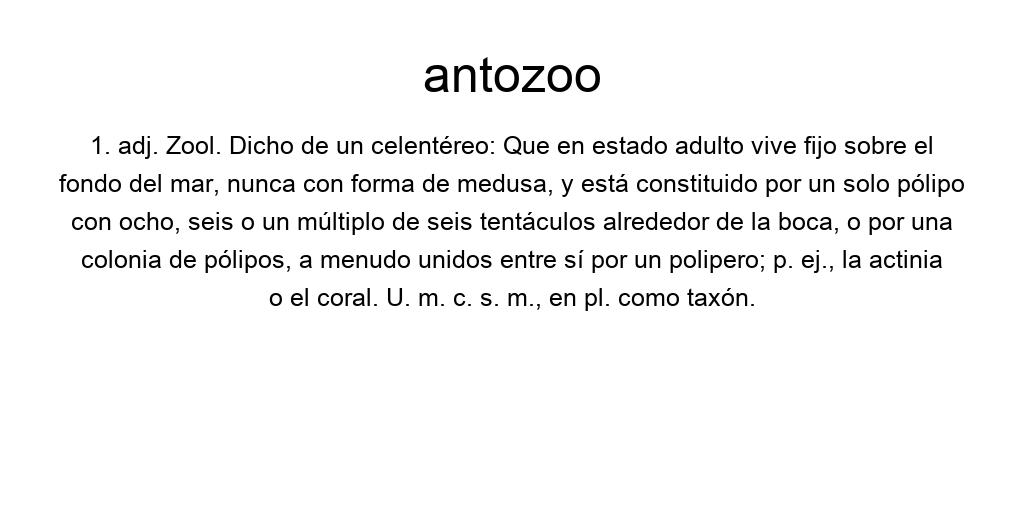 antozoo
1. adj. Zool. Dicho de un celentéreo: Que en estado adulto vive fijo sobre el
fondo del mar, nunca con forma de medusa, y está constituido por un solo pólipo
con ocho, seis o un múltiplo de seis tentáculos alrededor de la boca, o por una
colonia de pólipos, a menudo unidos entre sí por un polipero; p. ej., la actinia
o el coral. U. m. c. s. m., en pl. como taxón.